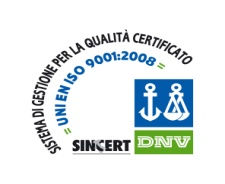 SISTEMA DI GESTIONE PER LA QUALITÀ CERTIFICATO
= UNI EN ISO 9001:2008 =
SINCERT
DNV